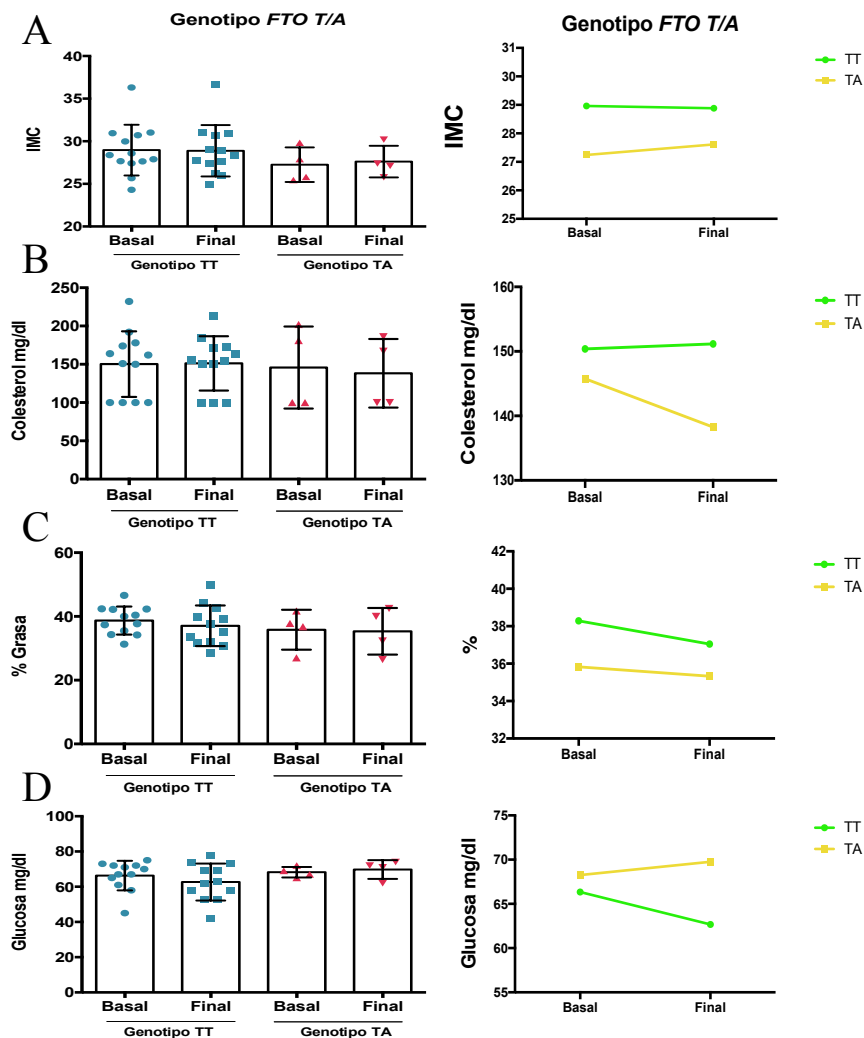 A
Genotipo FTO T/A
IMC
40
35
30
25
20
Basal
Final
Basal
Final
Genotipo TT
Genotipo TA
Genotipo FTO T/A
IMC
31
30
29
28
27
26
25
Basal
Final
TT
TA
B
Colesterol mg/dl
250
200
150
100
50
0
Basal
Final
Basal
Final
Genotipo TT
Genotipo TA
Colesterol mg/dl
160
150
140
130
Basal
Final
TT
TA
C
% Grasa
60
40
20
0
Basal
Final
Basal
Final
Genotipo TT
Genotipo TA
%
42
40
38
36
34
32
Basal
Final
TT
TA
D
Glucosa mg/dl
100
80
60
40
20
0
Basal
Final
Basal
Final
Genotipo TT
Genotipo TA
Glucosa mg/dl
75
70
65
60
55
Basal
Final
TT
TA